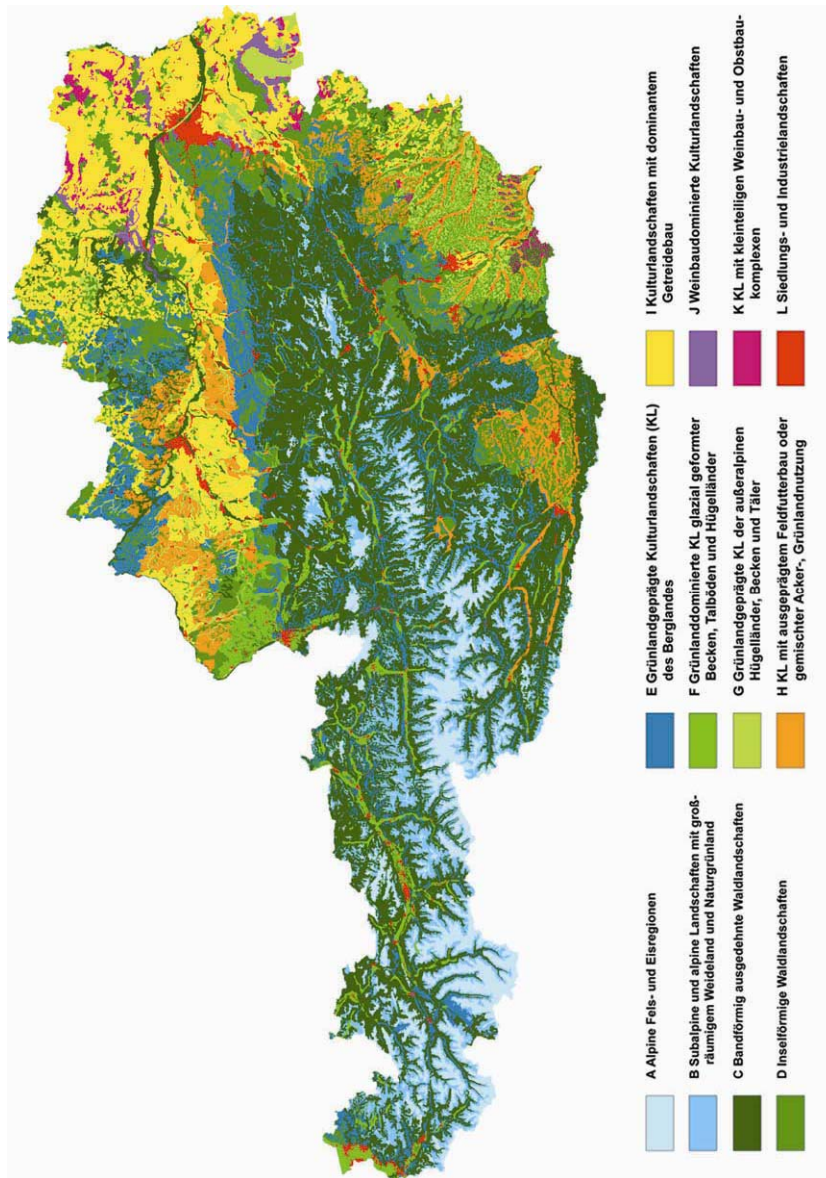 A Alpine Fels- und Eisregionen
B Subalpine und alpine Landschaften mit groß-
räumigem Weideland und Naturgrünland
C Bandförmig ausgedehnte Waldlandschaften
D Inselförmige Waldlandschaften
E Grünlandgeprägte Kulturlandschaften (KL)
des Berglandes
F Grünlanddominierte KL glazial geformter
Becken, Talböden und Hügelländer
G Grünlandgeprägte KL der außeralpinen
Hügelländer, Becken und Täler
H KL mit ausgeprägtem Feldfutterbau oder
gemischter Acker-, Grünlandnutzung
I Kulturlandschaften mit dominantem
Getreidebau
J Weinbaudominierte Kulturlandschaften
K KL mit kleinteiligen Weinbau- und Obstbau-
komplexen
L Siedlungs- und Industrielandschaften